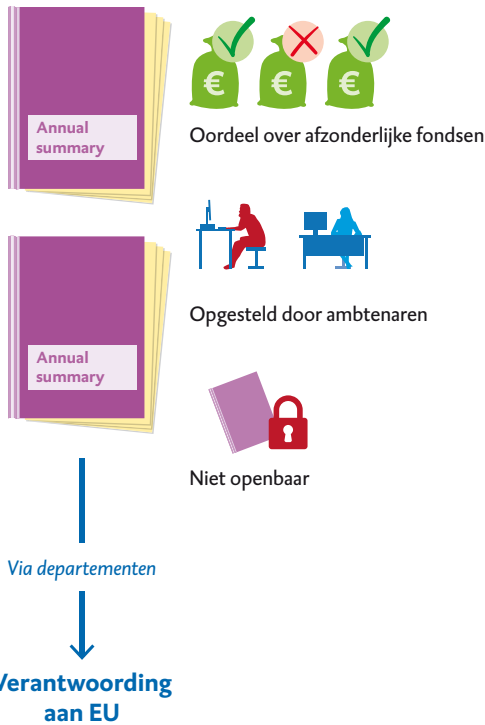 Annual
summary
€ € €
Oordeel over afzonderlijke fondsen
Opgesteld door ambtenaren
Annual
summary
Niet openbaar
Via departementen
Verantwoording
aan EU